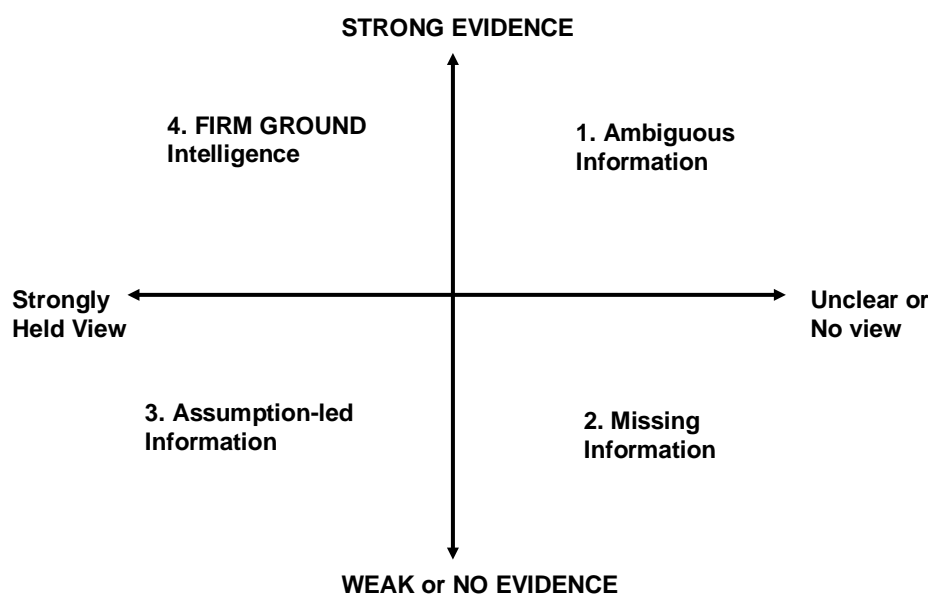 STRONG EVIDENCE
4. FIRM GROUND
Intelligence
1. Ambiguous
Information
Strongly
Held View
Unclear or
No view
3. Assumption-led
Information
2. Missing
Information
WEAK or NO EVIDENCE